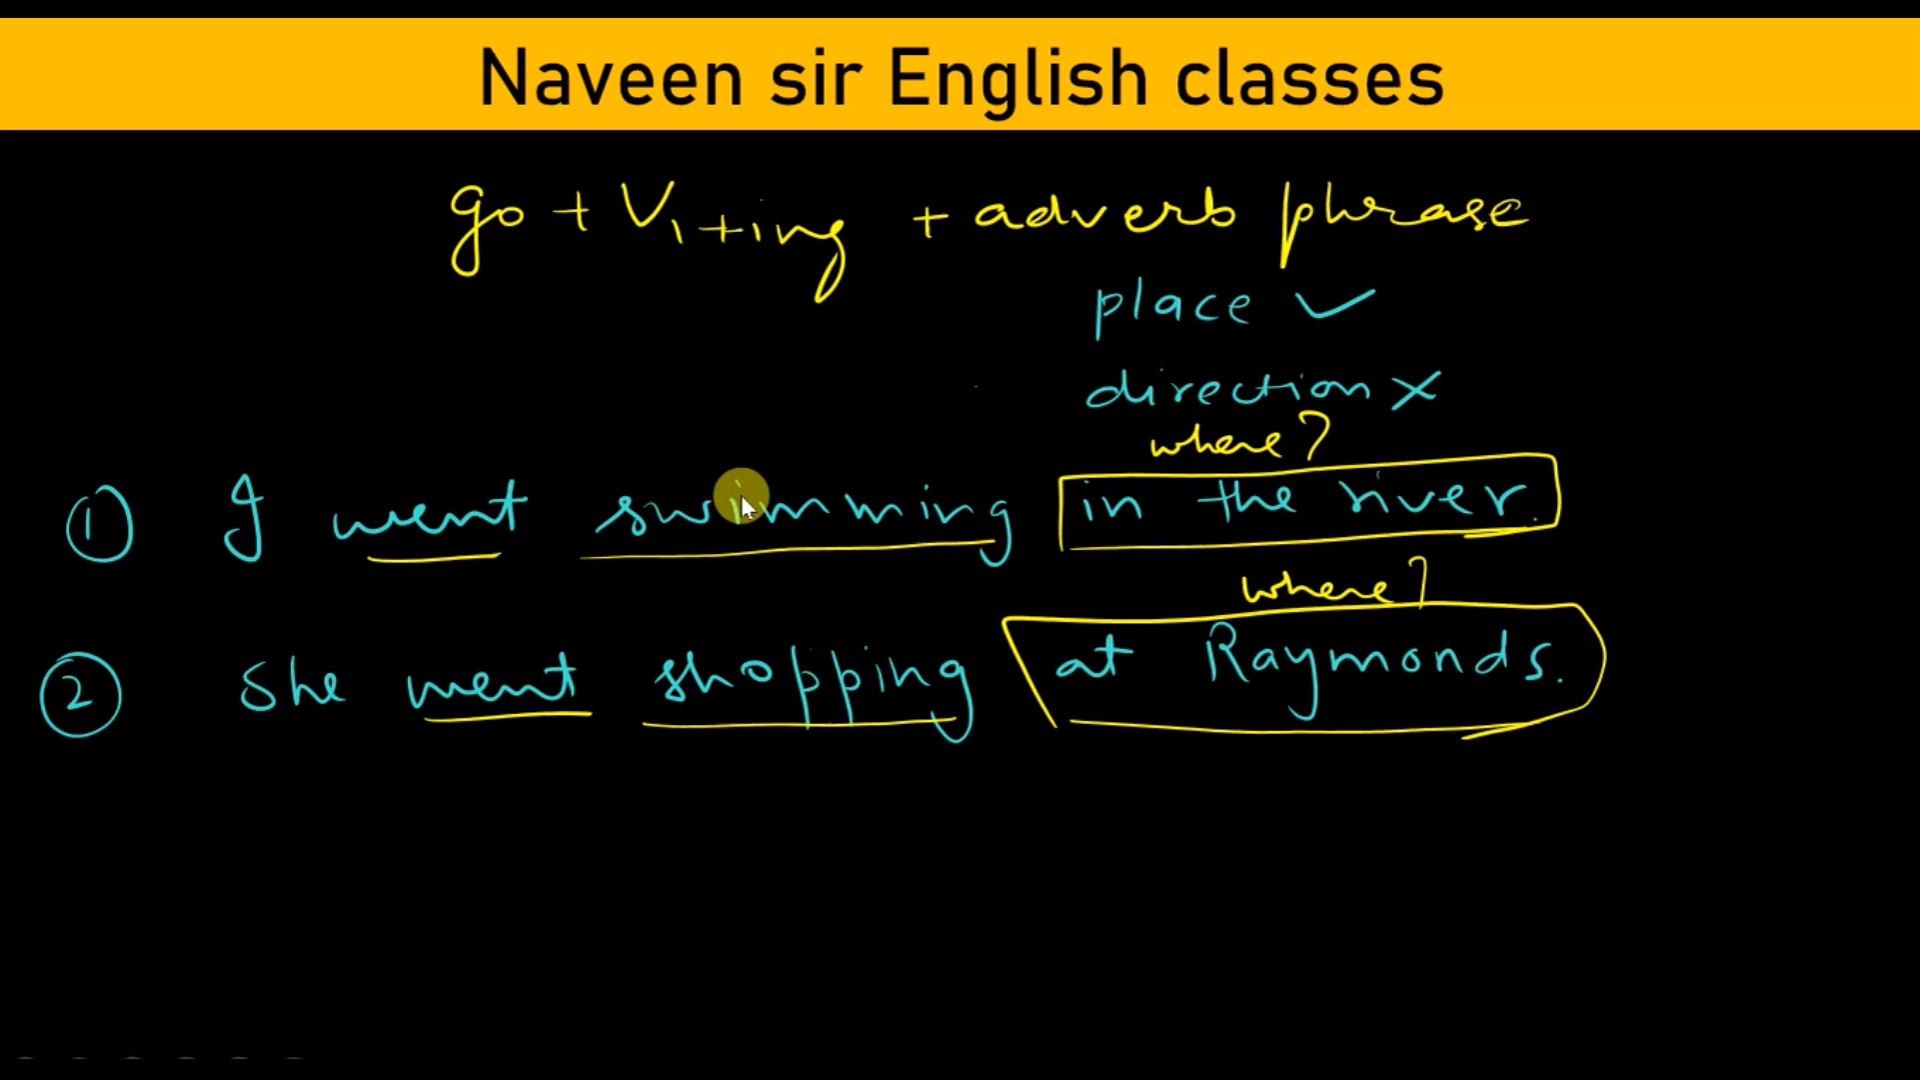 Naveen sir English classes
go + V1 + ing + adverb phrase
place ✓
direction ×
where?
① I went swimming in the river.
where?
② She went shopping at Raymonds.